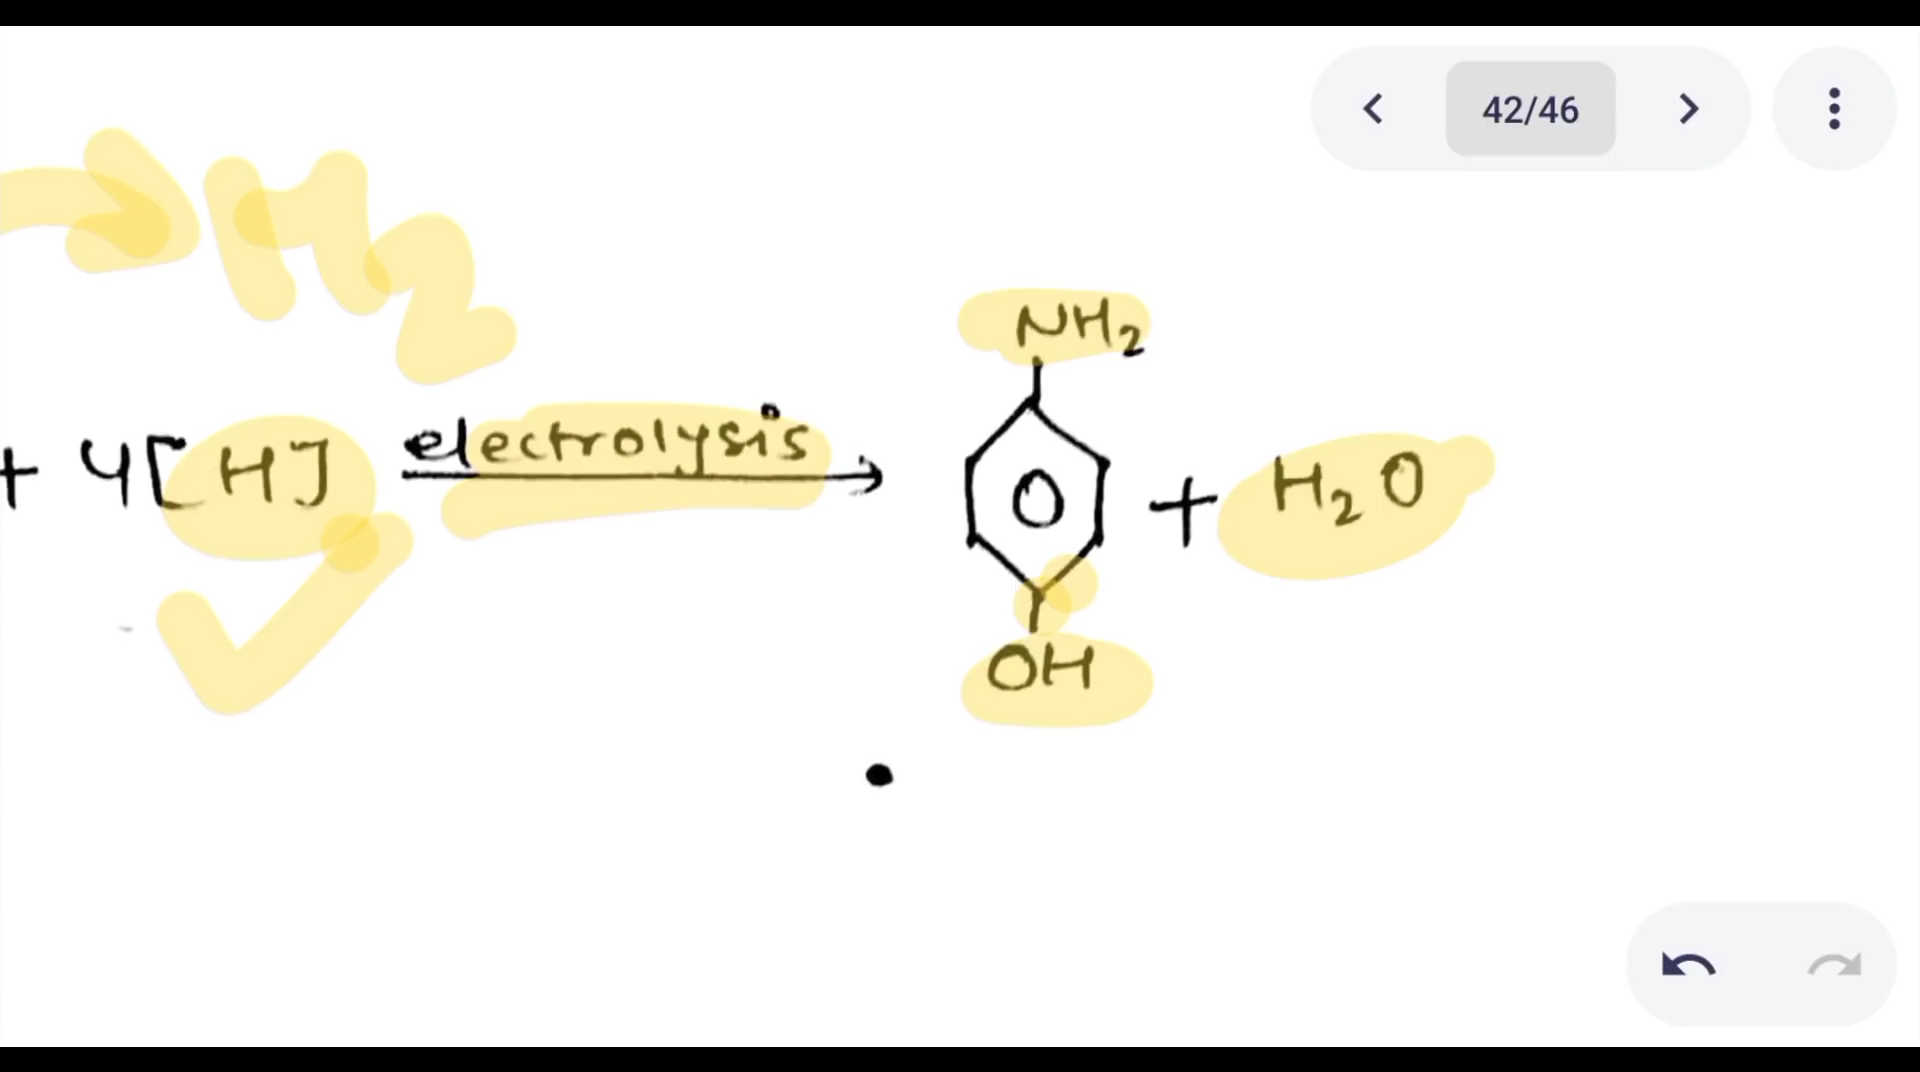 42/46
H2
NH2
+ 4[H] electrolysis → + H2O
OH